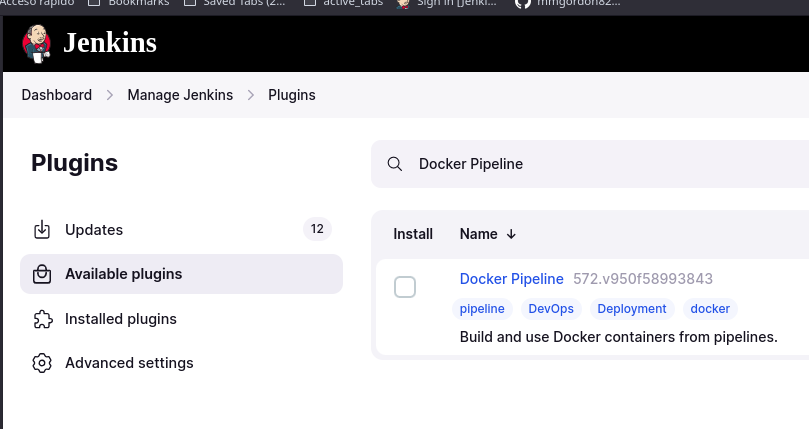 Acceso rápido Bookmarks Saved Tabs (2... active_tabs Sign in [Jenki... mmgordon82...
Jenkins
Dashboard Manage Jenkins Plugins
Plugins
Docker Pipeline
Updates 12
Available plugins
Installed plugins
Advanced settings
Install Name
Docker Pipeline 572.v950f58993843
pipeline DevOps Deployment docker
Build and use Docker containers from pipelines.